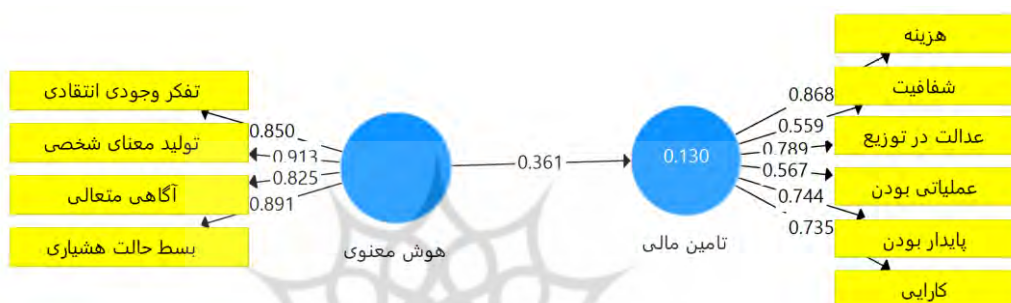 هزینه
شفافیت
عدالت در توزیع
عملیاتی بودن
پایدار بودن
کارایی
0.868
0.559
0.789
0.567
0.744
0.735
0.130
تامین مالی
0.361
هوش معنوی
0.850
0.913
0.825
0.891
تفکر وجودی انتقادی
تولید معنای شخصی
آگاهی متعالی
بسط حالت هشیاری